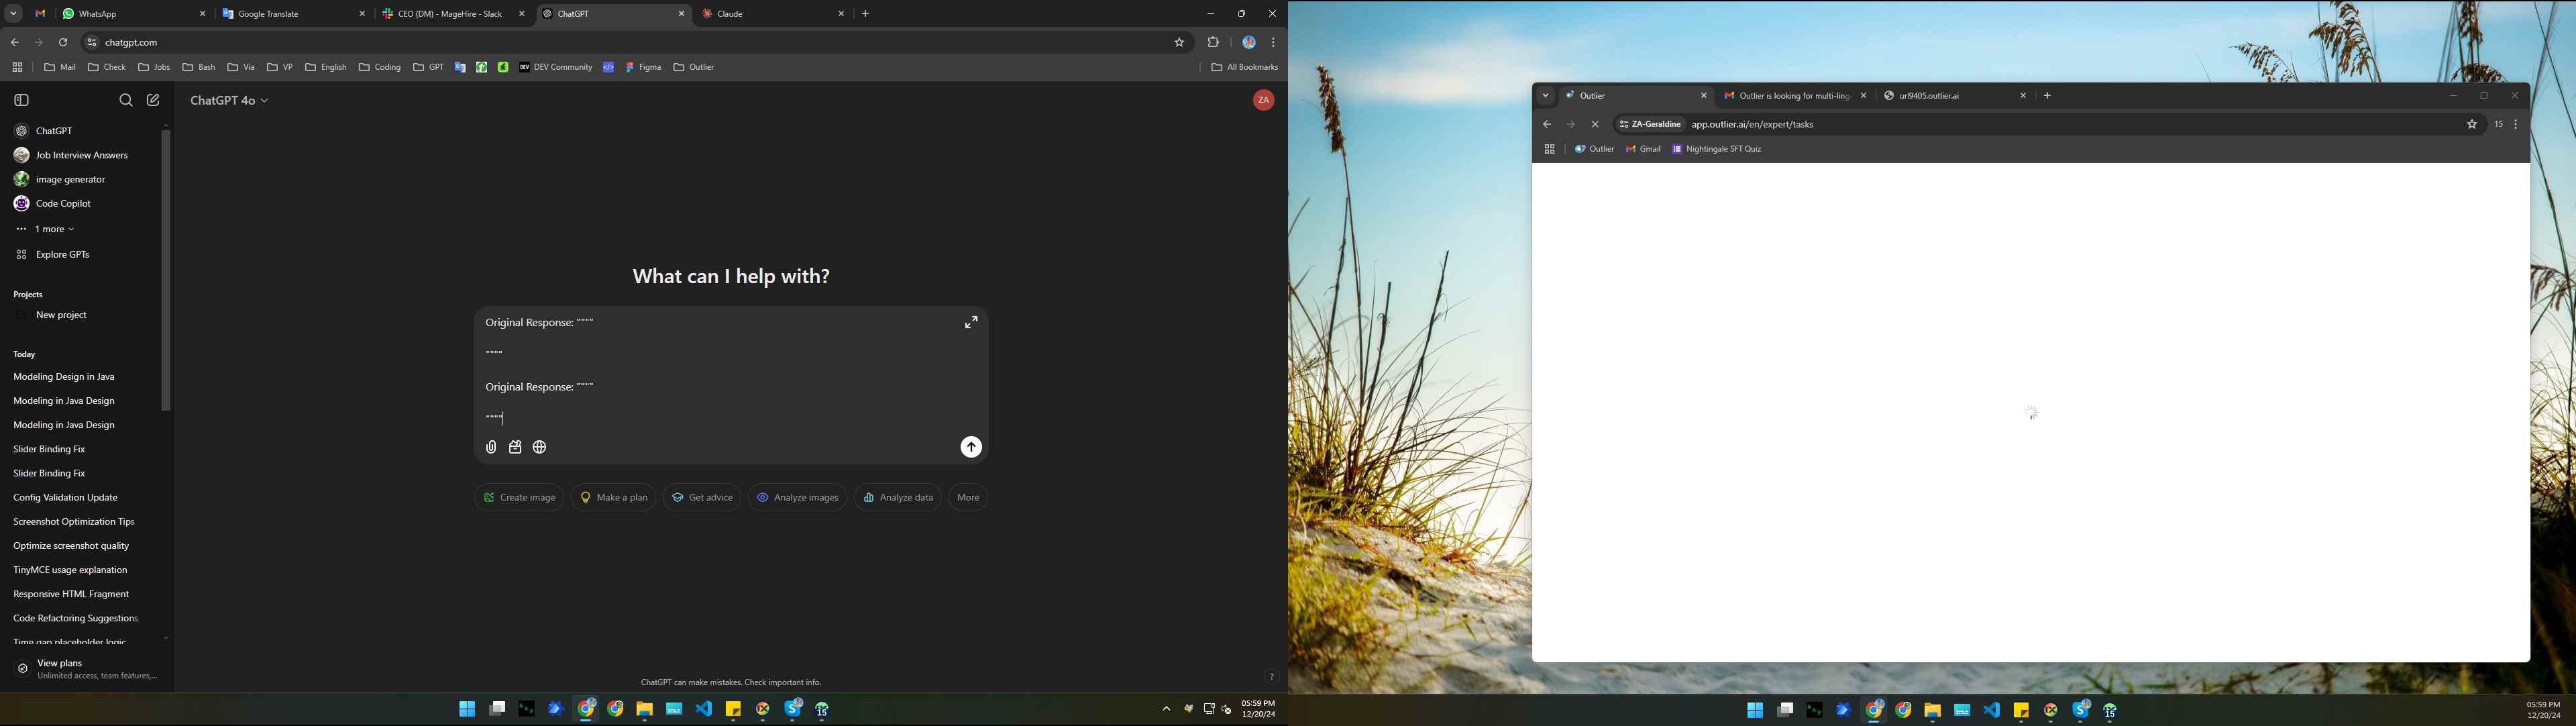 WhatsApp
Google Translate
CEO (DM) - MageHire - Slack
ChatGPT
Claude
chatgpt.com
Mail
Check
Jobs
Bash
Via
VP
English
Coding
GPT
DEV Community
Figma
Outlier
All Bookmarks
ChatGPT 4o
ZA
ChatGPT
Job Interview Answers
image generator
Code Copilot
1 more
Explore GPTs
Projects
New project
Today
Modeling Design in Java
Modeling in Java Design
Modeling in Java Design
Slider Binding Fix
Slider Binding Fix
Config Validation Update
Screenshot Optimization Tips
Optimize screenshot quality
TinyMCE usage explanation
Responsive HTML Fragment
Code Refactoring Suggestions
Time gap placeholder logic
View plans
Unlimited access, team features,...
What can I help with?
Original Response: """"
""""
Original Response: """"
""""
Create image
Make a plan
Get advice
Analyze images
Analyze data
More
ChatGPT can make mistakes. Check important info.
?
05:59 PM
12/20/24
Outlier
Outlier is looking for multi-ling
url9405.outlier.ai
ZA-Geraldine
app.outlier.ai/en/expert/tasks
15
Outlier
Gmail
Nightingale SFT Quiz
05:59 PM
12/20/24